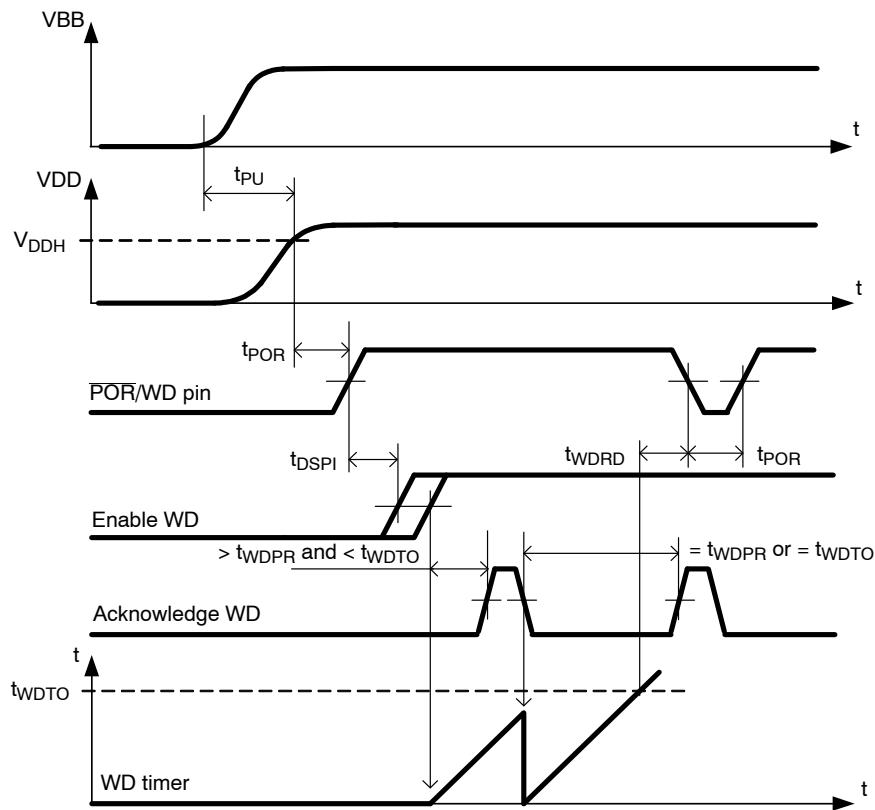 VBB
t
tPU
VDD
VDDH
t
tPOR
POR/WD pin
tDSPI
tWDRD
tPOR
Enable WD
> tWDPR and < tWDTO
= tWDPR or = tWDTO
Acknowledge WD
t
tWDTO
WD timer
t